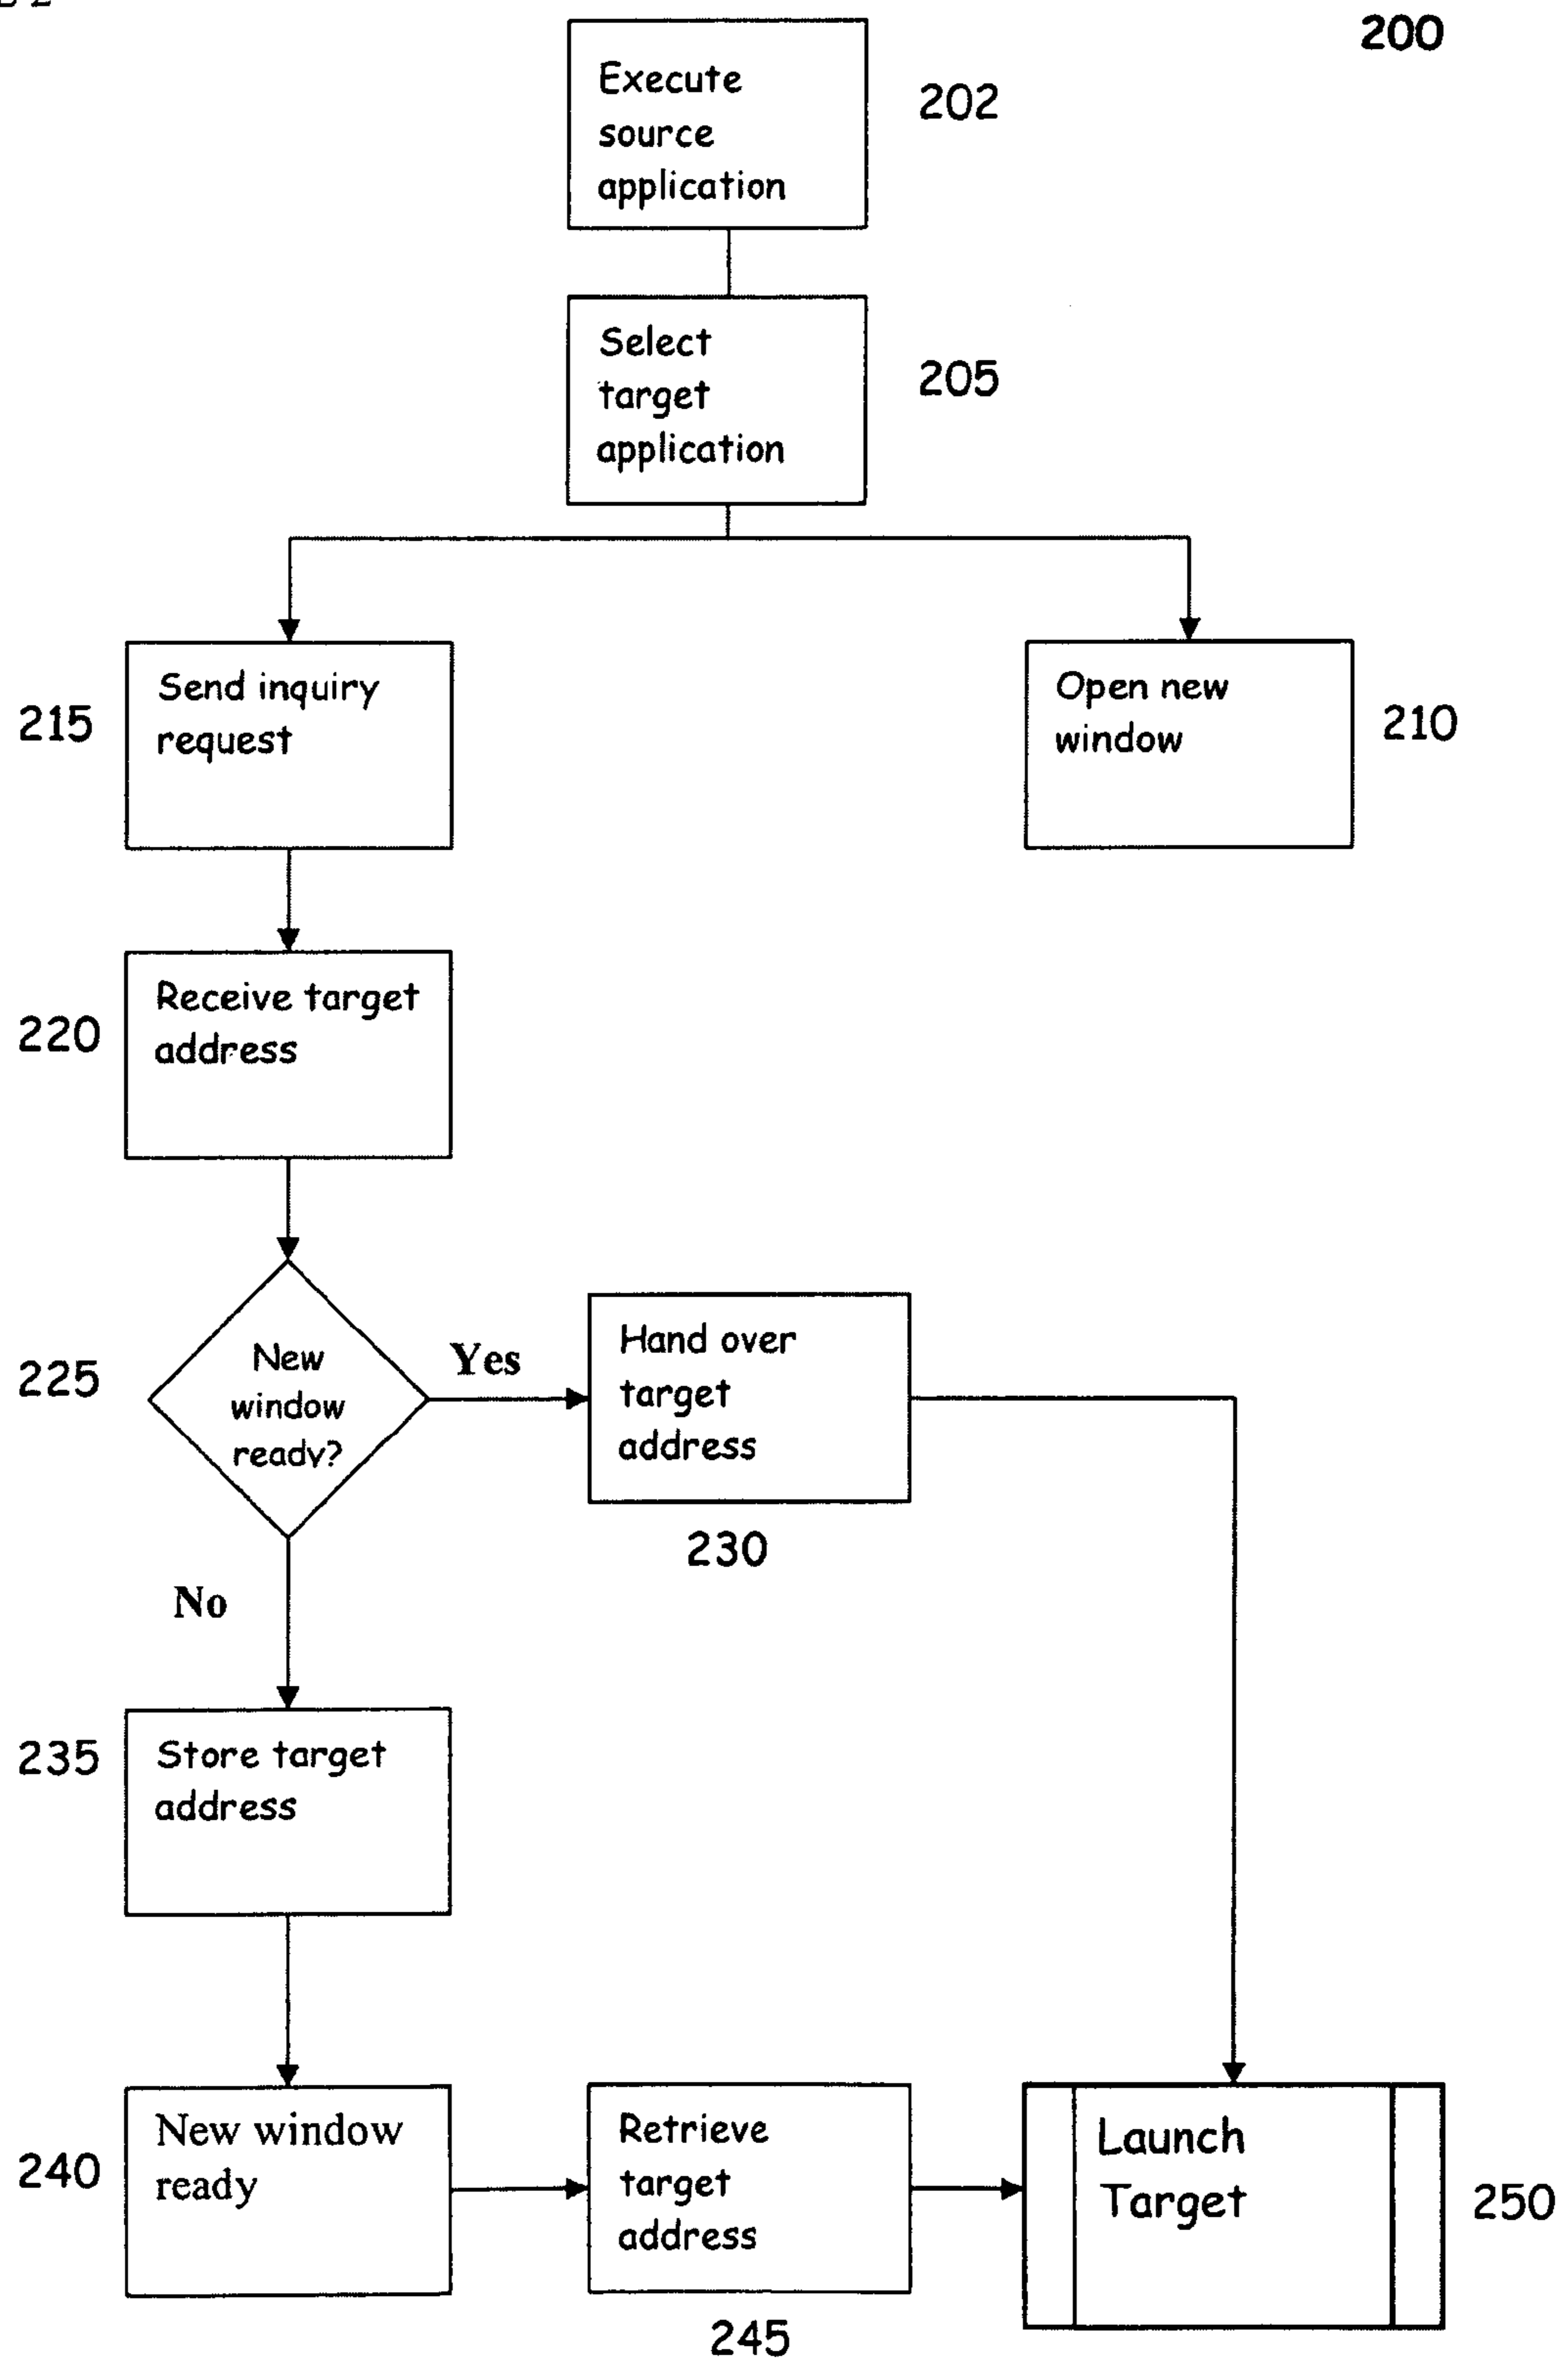 200
Execute
source
application
202
Select
target
application
205
Send inquiry
request
215
Open new
window
210
Receive target
address
220
New
window
ready?
225
Yes
Hand over
target
address
230
No
Store target
address
235
New window
ready
240
Retrieve
target
address
245
Launch
Target
250